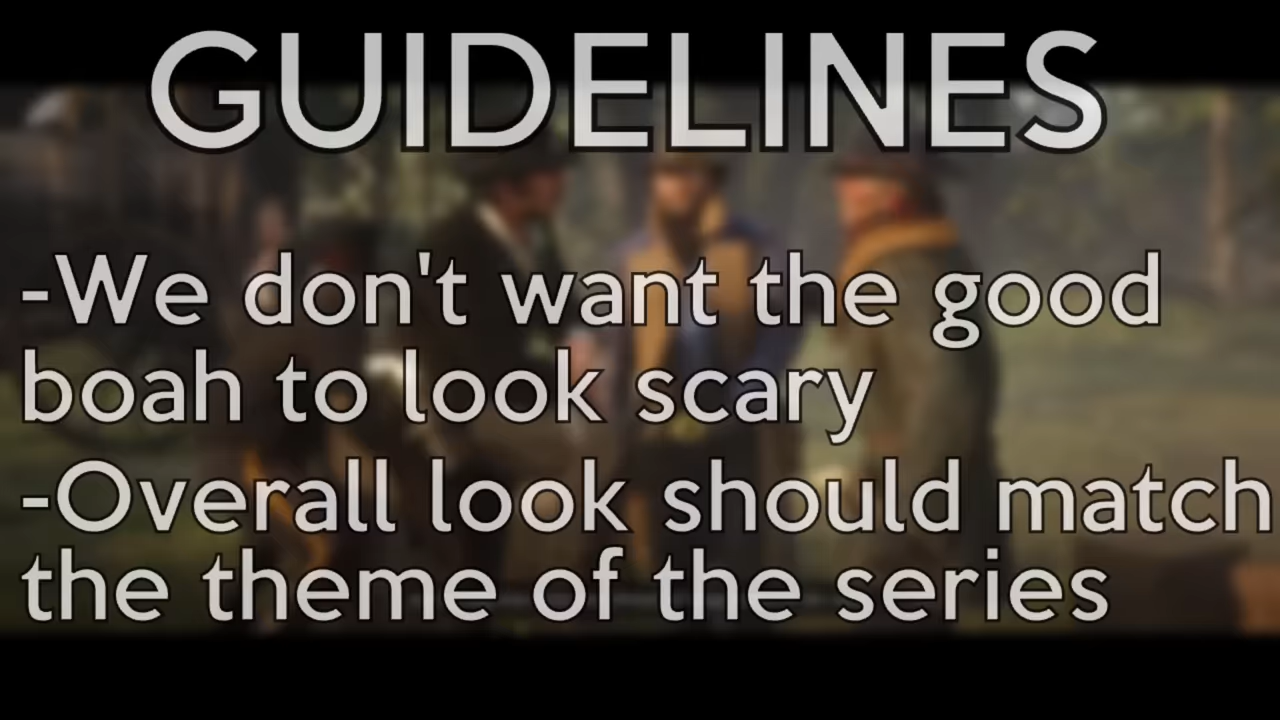 GUIDELINES
-We don't want the good
boah to look scary
-Overall look should match
the theme of the series